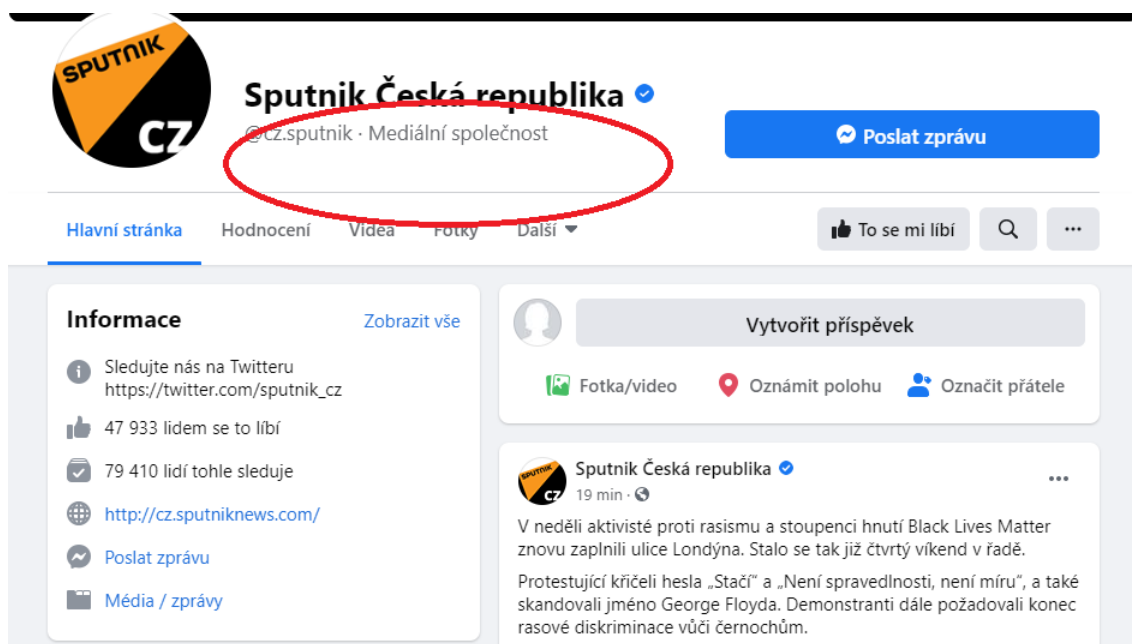 SPUTNIK
CZ
Sputnik Česká republika
@cz.sputnik · Mediální společnost
Poslat zprávu
Hlavní stránka
Hodnocení
Videa
Fotky
Další
To se mi líbí
Informace
Zobrazit vše
Sledujte nás na Twitteru
https://twitter.com/sputnik_cz
47 933 lidem se to líbí
79 410 lidí tohle sleduje
http://cz.sputniknews.com/
Poslat zprávu
Média / zprávy
Vytvořit příspěvek
Fotka/video
Oznámit polohu
Označit přátele
SPUTNIK
CZ
Sputnik Česká republika
19 min ·
V neděli aktivisté proti rasismu a stoupenci hnutí Black Lives Matter
znovu zaplnili ulice Londýna. Stalo se tak již čtvrtý víkend v řadě.
Protestující křičeli hesla „Stačí“ a „Není spravedlnosti, není míru“, a také
skandovali jméno George Floyda. Demonstranti dále požadovali konec
rasové diskriminace vůči černochům.